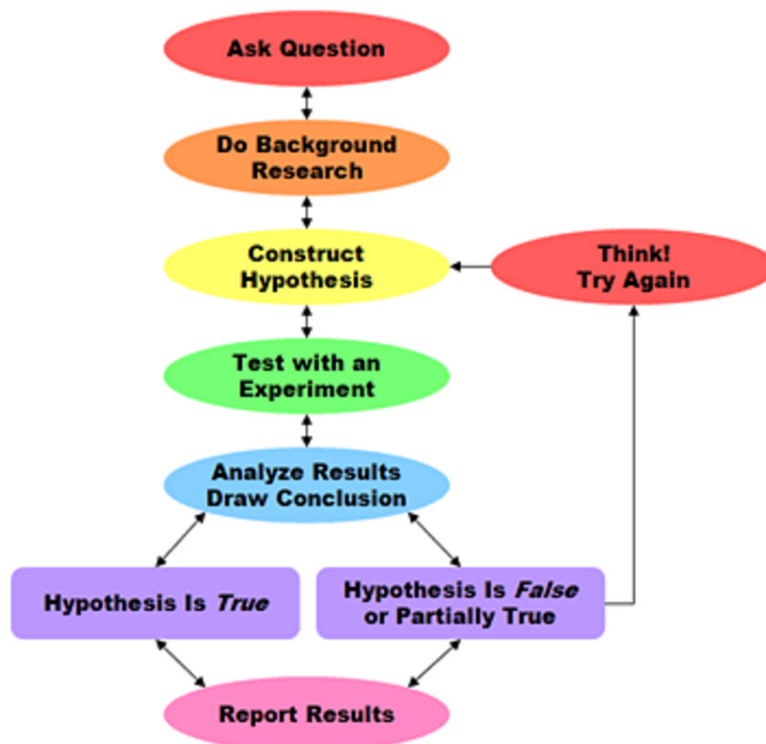 Ask Question
Do Background
Research
Construct
Hypothesis
Think!
Try Again
Test with an
Experiment
Analyze Results
Draw Conclusion
Hypothesis Is True
Hypothesis Is False
or Partially True
Report Results